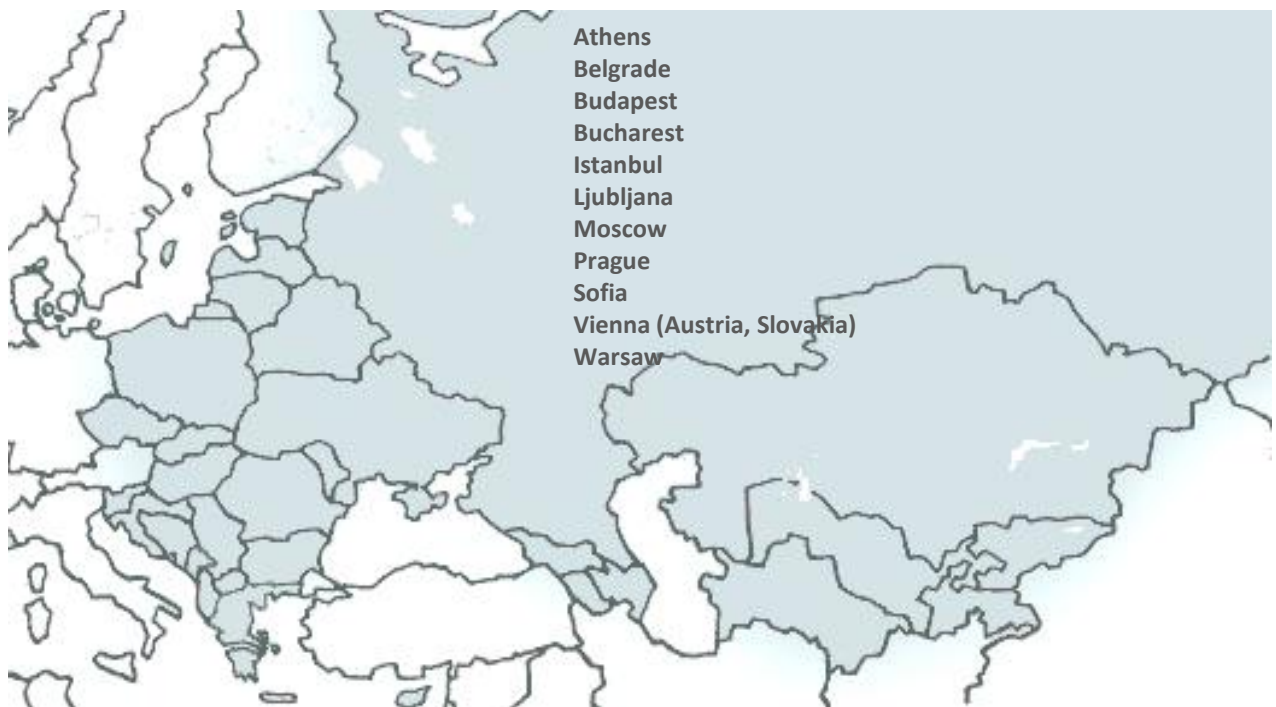 Athens
Belgrade
Budapest
Bucharest
Istanbul
Ljubljana
Moscow
Prague
Sofia
Vienna (Austria, Slovakia)
Warsaw